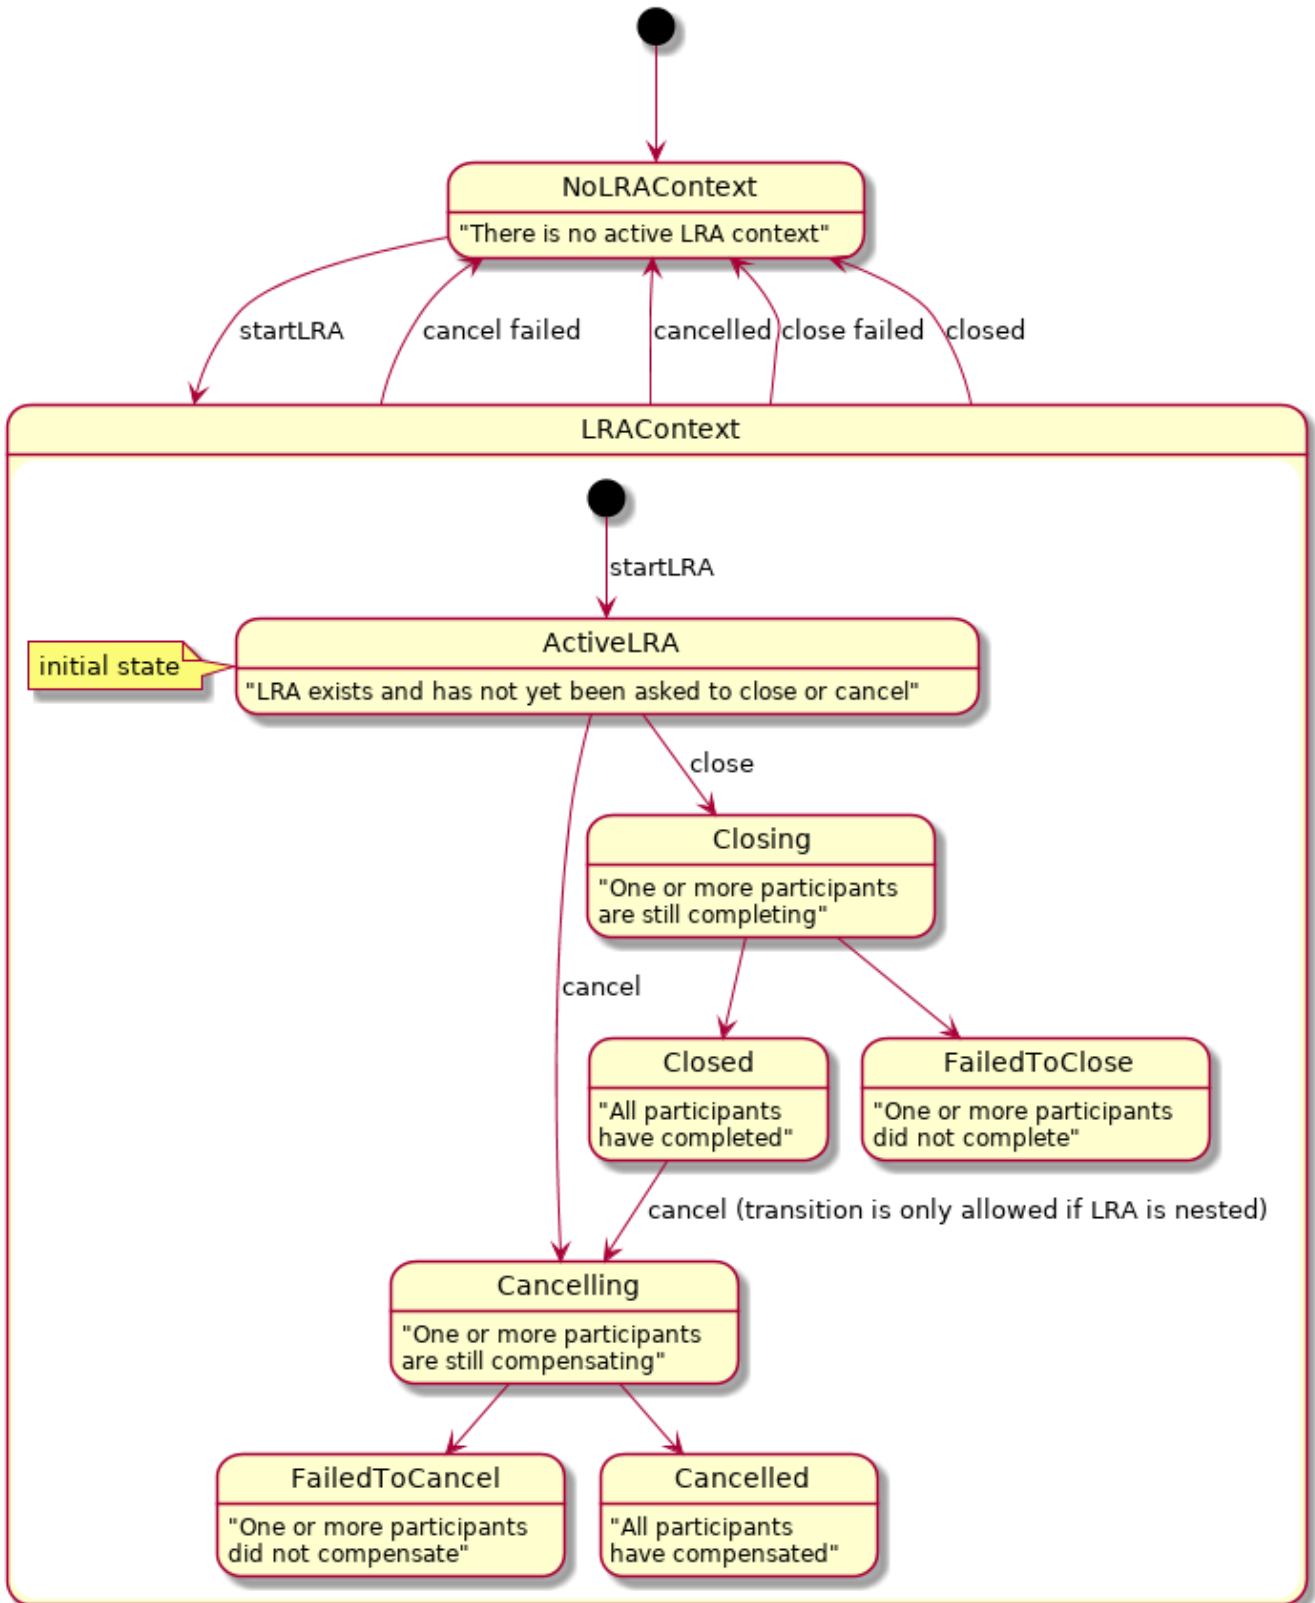 NoLRAContext
"There is no active LRA context"
startLRA
cancel failed
cancelled
close failed
closed
LRAContext
startLRA
initial state
ActiveLRA
"LRA exists and has not yet been asked to close or cancel"
close
Closing
"One or more participants
are still completing"
cancel
Closed
"All participants
have completed"
FailedToClose
"One or more participants
did not complete"
cancel (transition is only allowed if LRA is nested)
Cancelling
"One or more participants
are still compensating"
FailedToCancel
"One or more participants
did not compensate"
Cancelled
"All participants
have compensated"